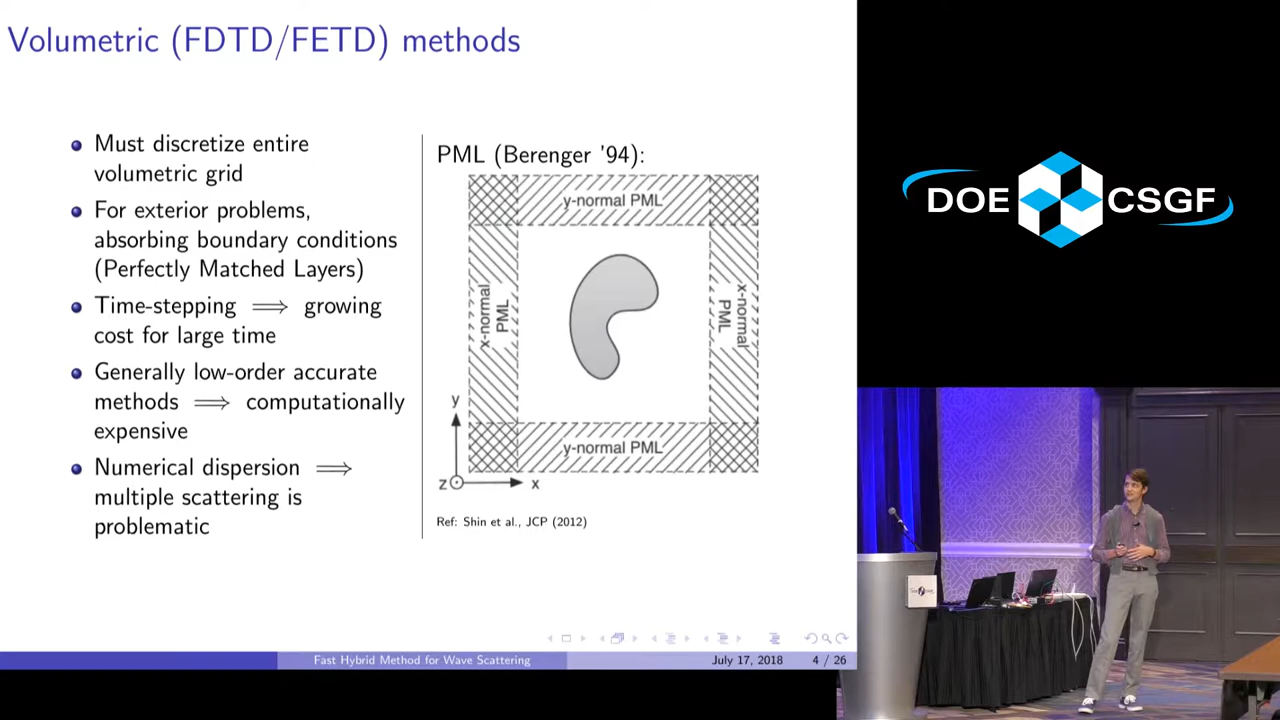 Volumetric (FDTD/FETD) methods
Must discretize entire
volumetric grid
For exterior problems,
absorbing boundary conditions
(Perfectly Matched Layers)
Time-stepping ⟹ growing
cost for large time
Generally low-order accurate
methods ⟹ computationally
expensive
Numerical dispersion ⟹
multiple scattering is
problematic
PML (Berenger '94):
y-normal PML
x-normal
PML
x-normal
PML
y-normal PML
y
z
x
Ref: Shin et al., JCP (2012)
Fast Hybrid Method for Wave Scattering
July 17, 2018
4 / 26
DOE CSGF